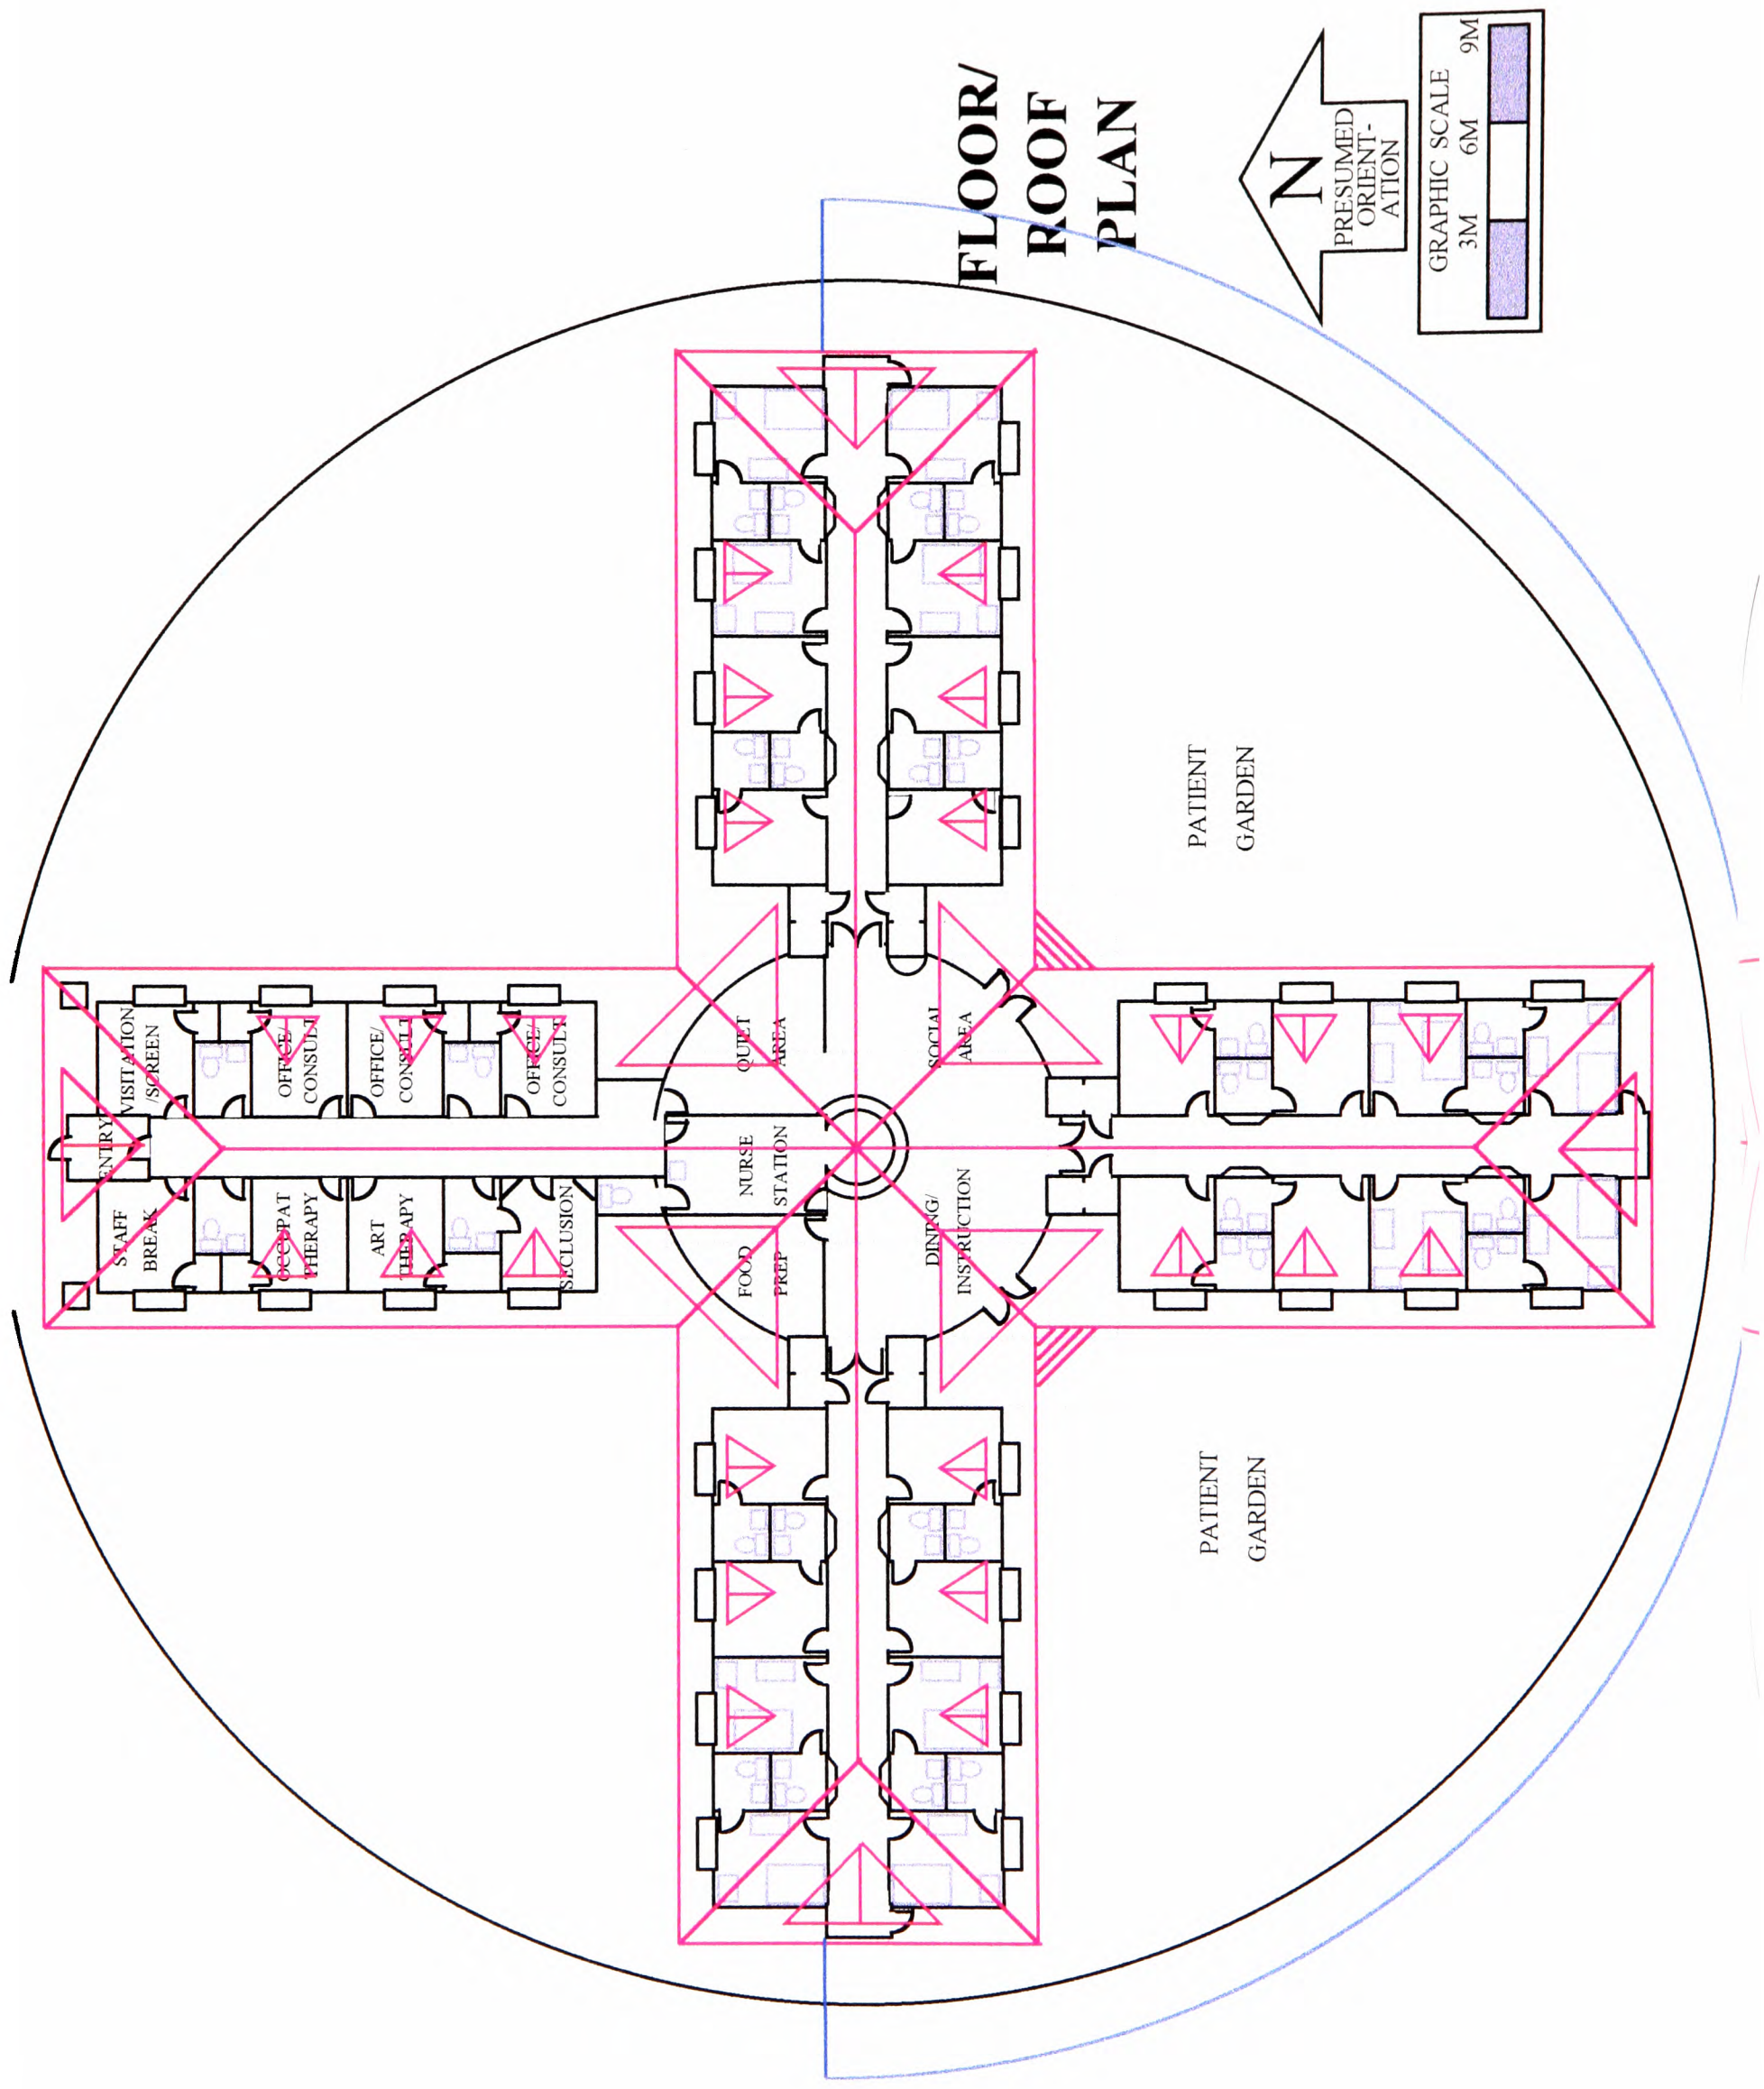 FLOOR/
ROOF
PLAN
N
PRESUMED
ORIENT-
ATION
GRAPHIC SCALE
3M 6M 9M
VISITATION
/SCREEN
OFFICE/
CONSULT
OFFICE/
CONSULT
OFFICE/
CONSULT
ENTRY
STAFF
BREAK
OCCUPAT
THERAPY
ART
THERAPY
SECLUSION
QUIET
AREA
SOCIAL
AREA
NURSE
STATION
FOOD
PREP
DINING/
INSTRUCTION
PATIENT
GARDEN
PATIENT
GARDEN